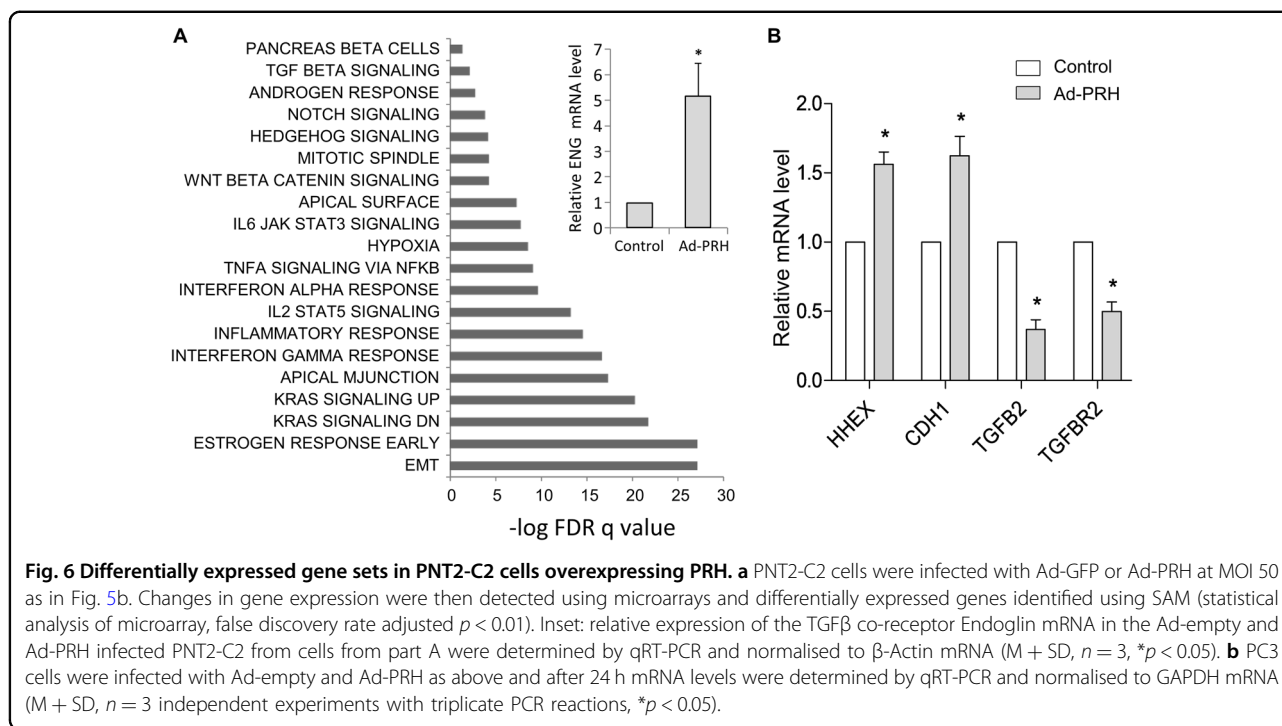 A
PANCREAS BETA CELLS
TGF BETA SIGNALING
ANDROGEN RESPONSE
NOTCH SIGNALING
HEDGEHOG SIGNALING
MITOTIC SPINDLE
WNT BETA CATENIN SIGNALING
APICAL SURFACE
IL6 JAK STAT3 SIGNALING
HYPOXIA
TNFA SIGNALING VIA NFKB
INTERFERON ALPHA RESPONSE
IL2 STAT5 SIGNALING
INFLAMMATORY RESPONSE
INTERFERON GAMMA RESPONSE
APICAL MJUNCTION
KRAS SIGNALING UP
KRAS SIGNALING DN
ESTROGEN RESPONSE EARLY
EMT
0 5 10 15 20 25 30
-log FDR q value
Relative ENG mRNA level
7
6
5
4
3
2
1
0
*
Control Ad-PRH
B
Control
Ad-PRH
Relative mRNA level
2.0
1.5
1.0
0.5
0.0
* * * *
HHEX CDH1 TGFB2 TGFBR2
Fig. 6 Differentially expressed gene sets in PNT2-C2 cells overexpressing PRH. a PNT2-C2 cells were infected with Ad-GFP or Ad-PRH at MOI 50
as in Fig. 5b. Changes in gene expression were then detected using microarrays and differentially expressed genes identified using SAM (statistical
analysis of microarray, false discovery rate adjusted p < 0.01). Inset: relative expression of the TGFβ co-receptor Endoglin mRNA in the Ad-empty and
Ad-PRH infected PNT2-C2 from cells from part A were determined by qRT-PCR and normalised to β-Actin mRNA (M + SD, n = 3, *p < 0.05). b PC3
cells were infected with Ad-empty and Ad-PRH as above and after 24 h mRNA levels were determined by qRT-PCR and normalised to GAPDH mRNA
(M + SD, n = 3 independent experiments with triplicate PCR reactions, *p < 0.05).